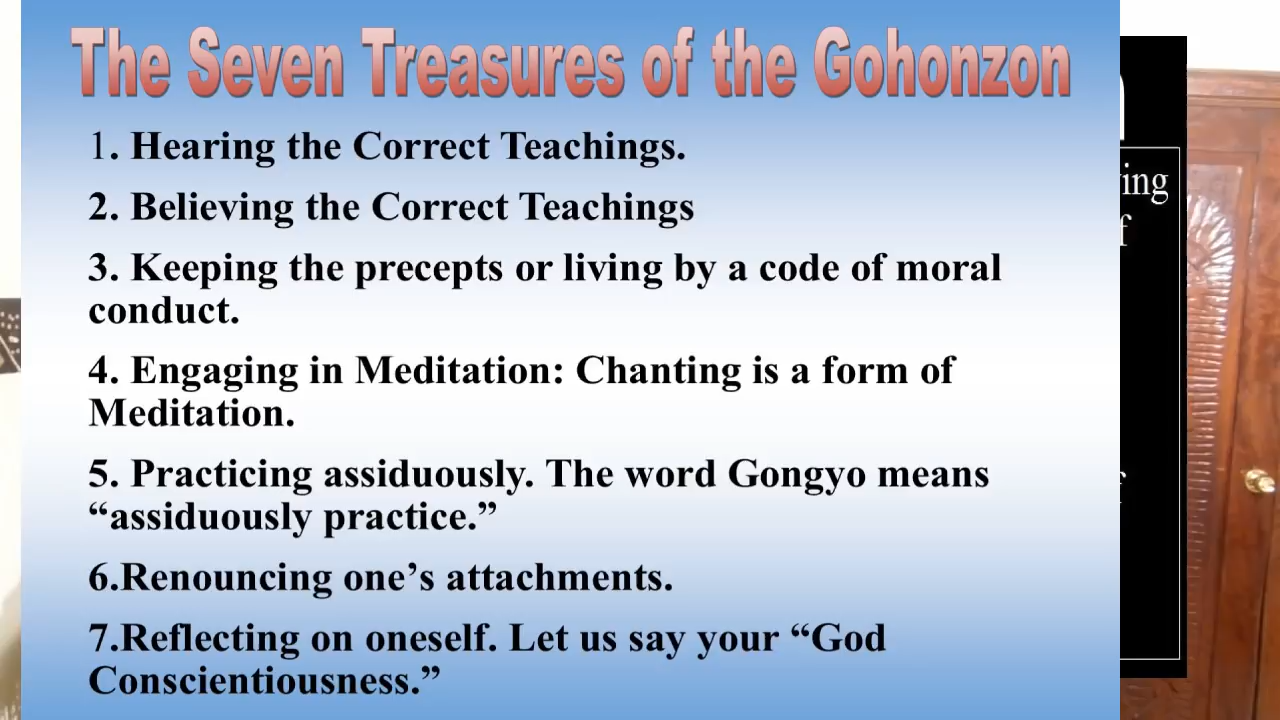 The Seven Treasures of the Gohonzon
1. Hearing the Correct Teachings.
2. Believing the Correct Teachings
3. Keeping the precepts or living by a code of moral
conduct.
4. Engaging in Meditation: Chanting is a form of
Meditation.
5. Practicing assiduously. The word Gongyo means
“assiduously practice.”
6.Renouncing one’s attachments.
7.Reflecting on oneself. Let us say your “God
Conscientiousness.”